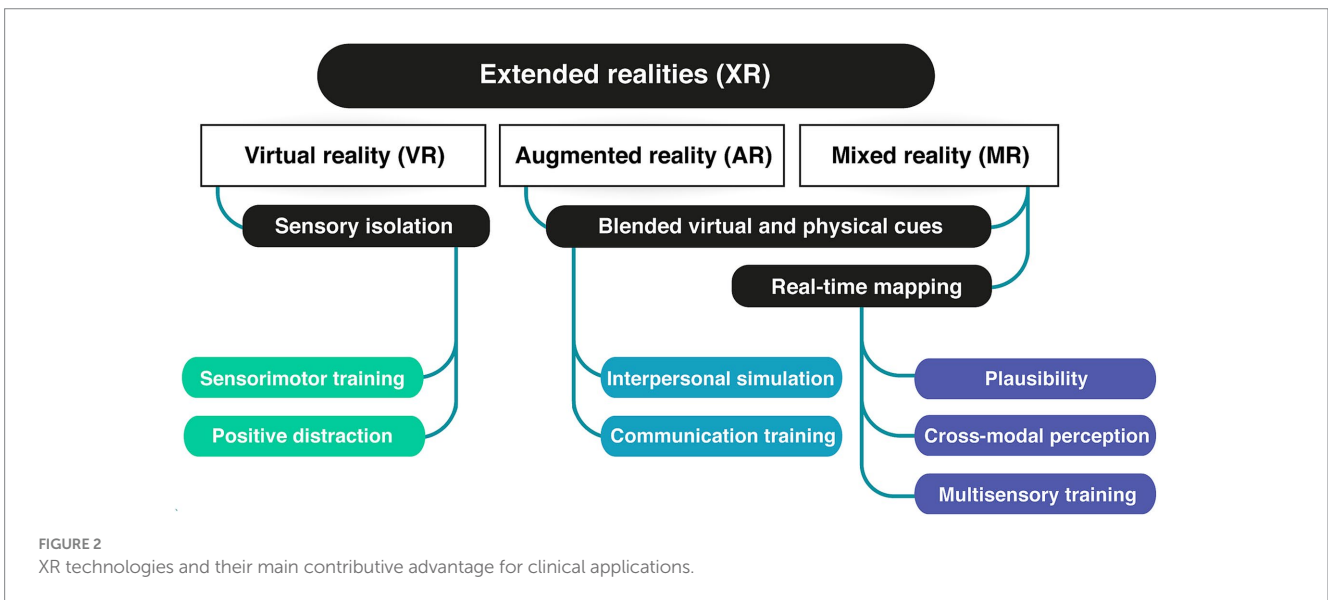 Extended realities (XR)
Virtual reality (VR)
Augmented reality (AR)
Mixed reality (MR)
Sensory isolation
Blended virtual and physical cues
Real-time mapping
Sensorimotor training
Interpersonal simulation
Plausibility
Positive distraction
Communication training
Cross-modal perception
Multisensory training
FIGURE 2
XR technologies and their main contributive advantage for clinical applications.